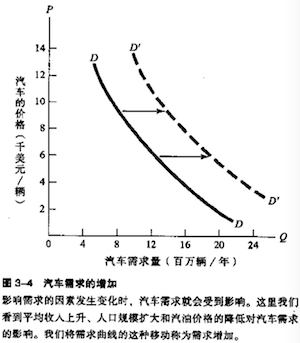 P
D
D'
14
12
10
8
6
4
2
汽车的价格（千美元/辆）
D
D'
0
4
8
12
16
20
24
Q
汽车需求量（百万辆/年）
图 3-4 汽车需求的增加
影响需求的因素发生变化时，汽车需求就会受到影响。这里我们
看到平均收入上升、人口规模扩大和汽油价格的降低对汽车需求
的影响。我们将需求曲线的这种移动称为需求增加。